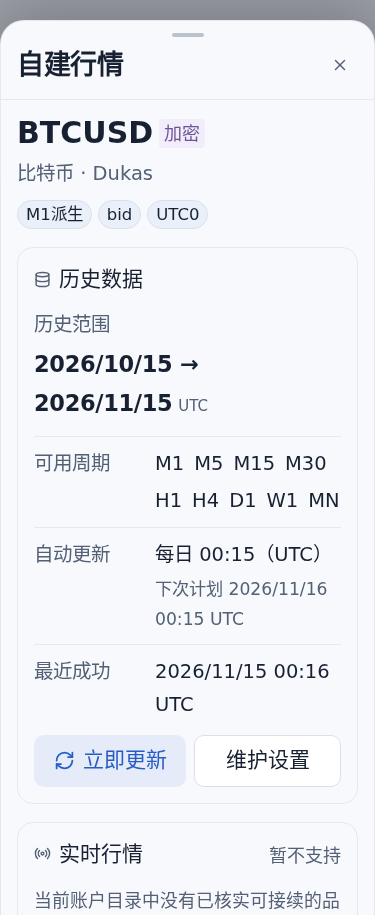 自建行情
BTCUSD 加密
比特币 · Dukas
M1派生 bid UTC0
历史数据
历史范围
2026/10/15 →
2026/11/15 UTC
可用周期 M1 M5 M15 M30
H1 H4 D1 W1 MN
自动更新 每日 00:15（UTC）
下次计划 2026/11/16
00:15 UTC
最近成功 2026/11/15 00:16
UTC
立即更新 维护设置
实时行情 暂不支持
当前账户目录中没有已核实可接续的品